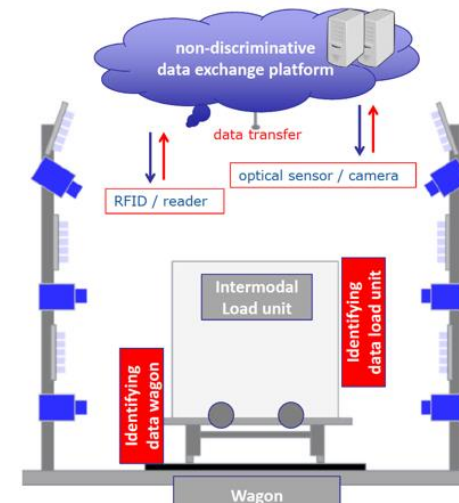 non-discriminative
data exchange platform
data transfer
optical sensor / camera
RFID / reader
Intermodal
Load unit
Identifying
data load unit
Identifying
data wagon
Wagon